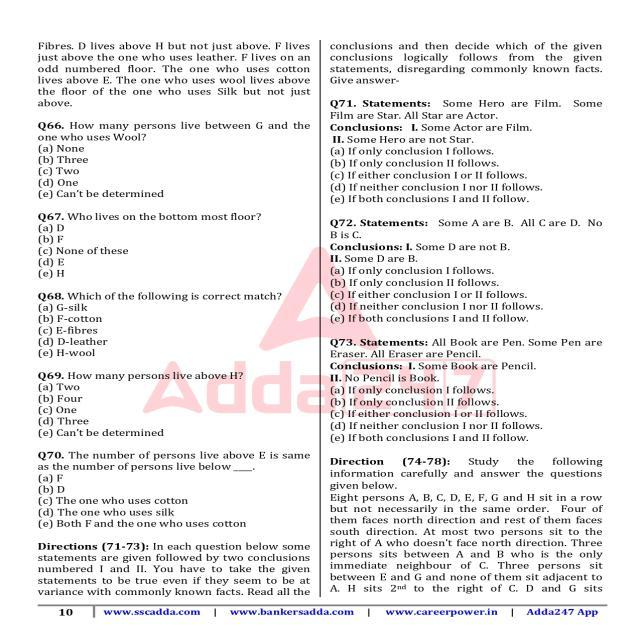 Fibres. D lives above H but not just above. F lives
just above the one who uses leather. F lives on an
odd numbered floor. The one who uses cotton
lives above E. The one who uses wool lives above
the floor of the one who uses Silk but not just
above.
Q66. How many persons live between G and the
one who uses Wool?
(a) None
(b) Three
(c) Two
(d) One
(e) Can't be determined
Q67. Who lives on the bottom most floor?
(a) D
(b) F
(c) None of these
(d) E
(e) H
Q68. Which of the following is correct match?
(a) G-silk
(b) F-cotton
(c) E-fibres
(d) D-leather
(e) H-wool
Q69. How many persons live above H?
(a) Two
(b) Four
(c) One
(d) Three
(e) Can't be determined
Q70. The number of persons live above E is same
as the number of persons live below ____.
(a) F
(b) D
(c) The one who uses cotton
(d) The one who uses silk
(e) Both F and the one who uses cotton
Directions (71-73): In each question below some
statements are given followed by two conclusions
numbered I and II. You have to take the given
statements to be true even if they seem to be at
variance with commonly known facts. Read all the
conclusions and then decide which of the given
conclusions logically follows from the given
statements, disregarding commonly known facts.
Give answer-
Q71. Statements: Some Hero are Film. Some
Film are Star. All Star are Actor.
Conclusions: I. Some Actor are Film.
II. Some Hero are not Star.
(a) If only conclusion I follows.
(b) If only conclusion II follows.
(c) If either conclusion I or II follows.
(d) If neither conclusion I nor II follows.
(e) If both conclusions I and II follow.
Q72. Statements: Some A are B. All C are D. No
B is C.
Conclusions: I. Some D are not B.
II. Some D are B.
(a) If only conclusion I follows.
(b) If only conclusion II follows.
(c) If either conclusion I or II follows.
(d) If neither conclusion I nor II follows.
(e) If both conclusions I and II follow.
Q73. Statements: All Book are Pen. Some Pen are
Eraser. All Eraser are Pencil.
Conclusions: I. Some Book are Pencil.
II. No Pencil is Book.
(a) If only conclusion I follows.
(b) If only conclusion II follows.
(c) If either conclusion I or II follows.
(d) If neither conclusion I nor II follows.
(e) If both conclusions I and II follow.
Direction (74-78): Study the following
information carefully and answer the questions
given below.
Eight persons A, B, C, D, E, F, G and H sit in a row
but not necessarily in the same order. Four of
them faces north direction and rest of them faces
south direction. At most two persons sit to the
right of A who doesn't face north direction. Three
persons sits between A and B who is the only
immediate neighbour of C. Three persons sit
between E and G and none of them sit adjacent to
A. H sits 2nd to the right of C. D and G sits
Adda247
10 | www.sscadda.com | www.bankersadda.com | www.careerpower.in | Adda247 App